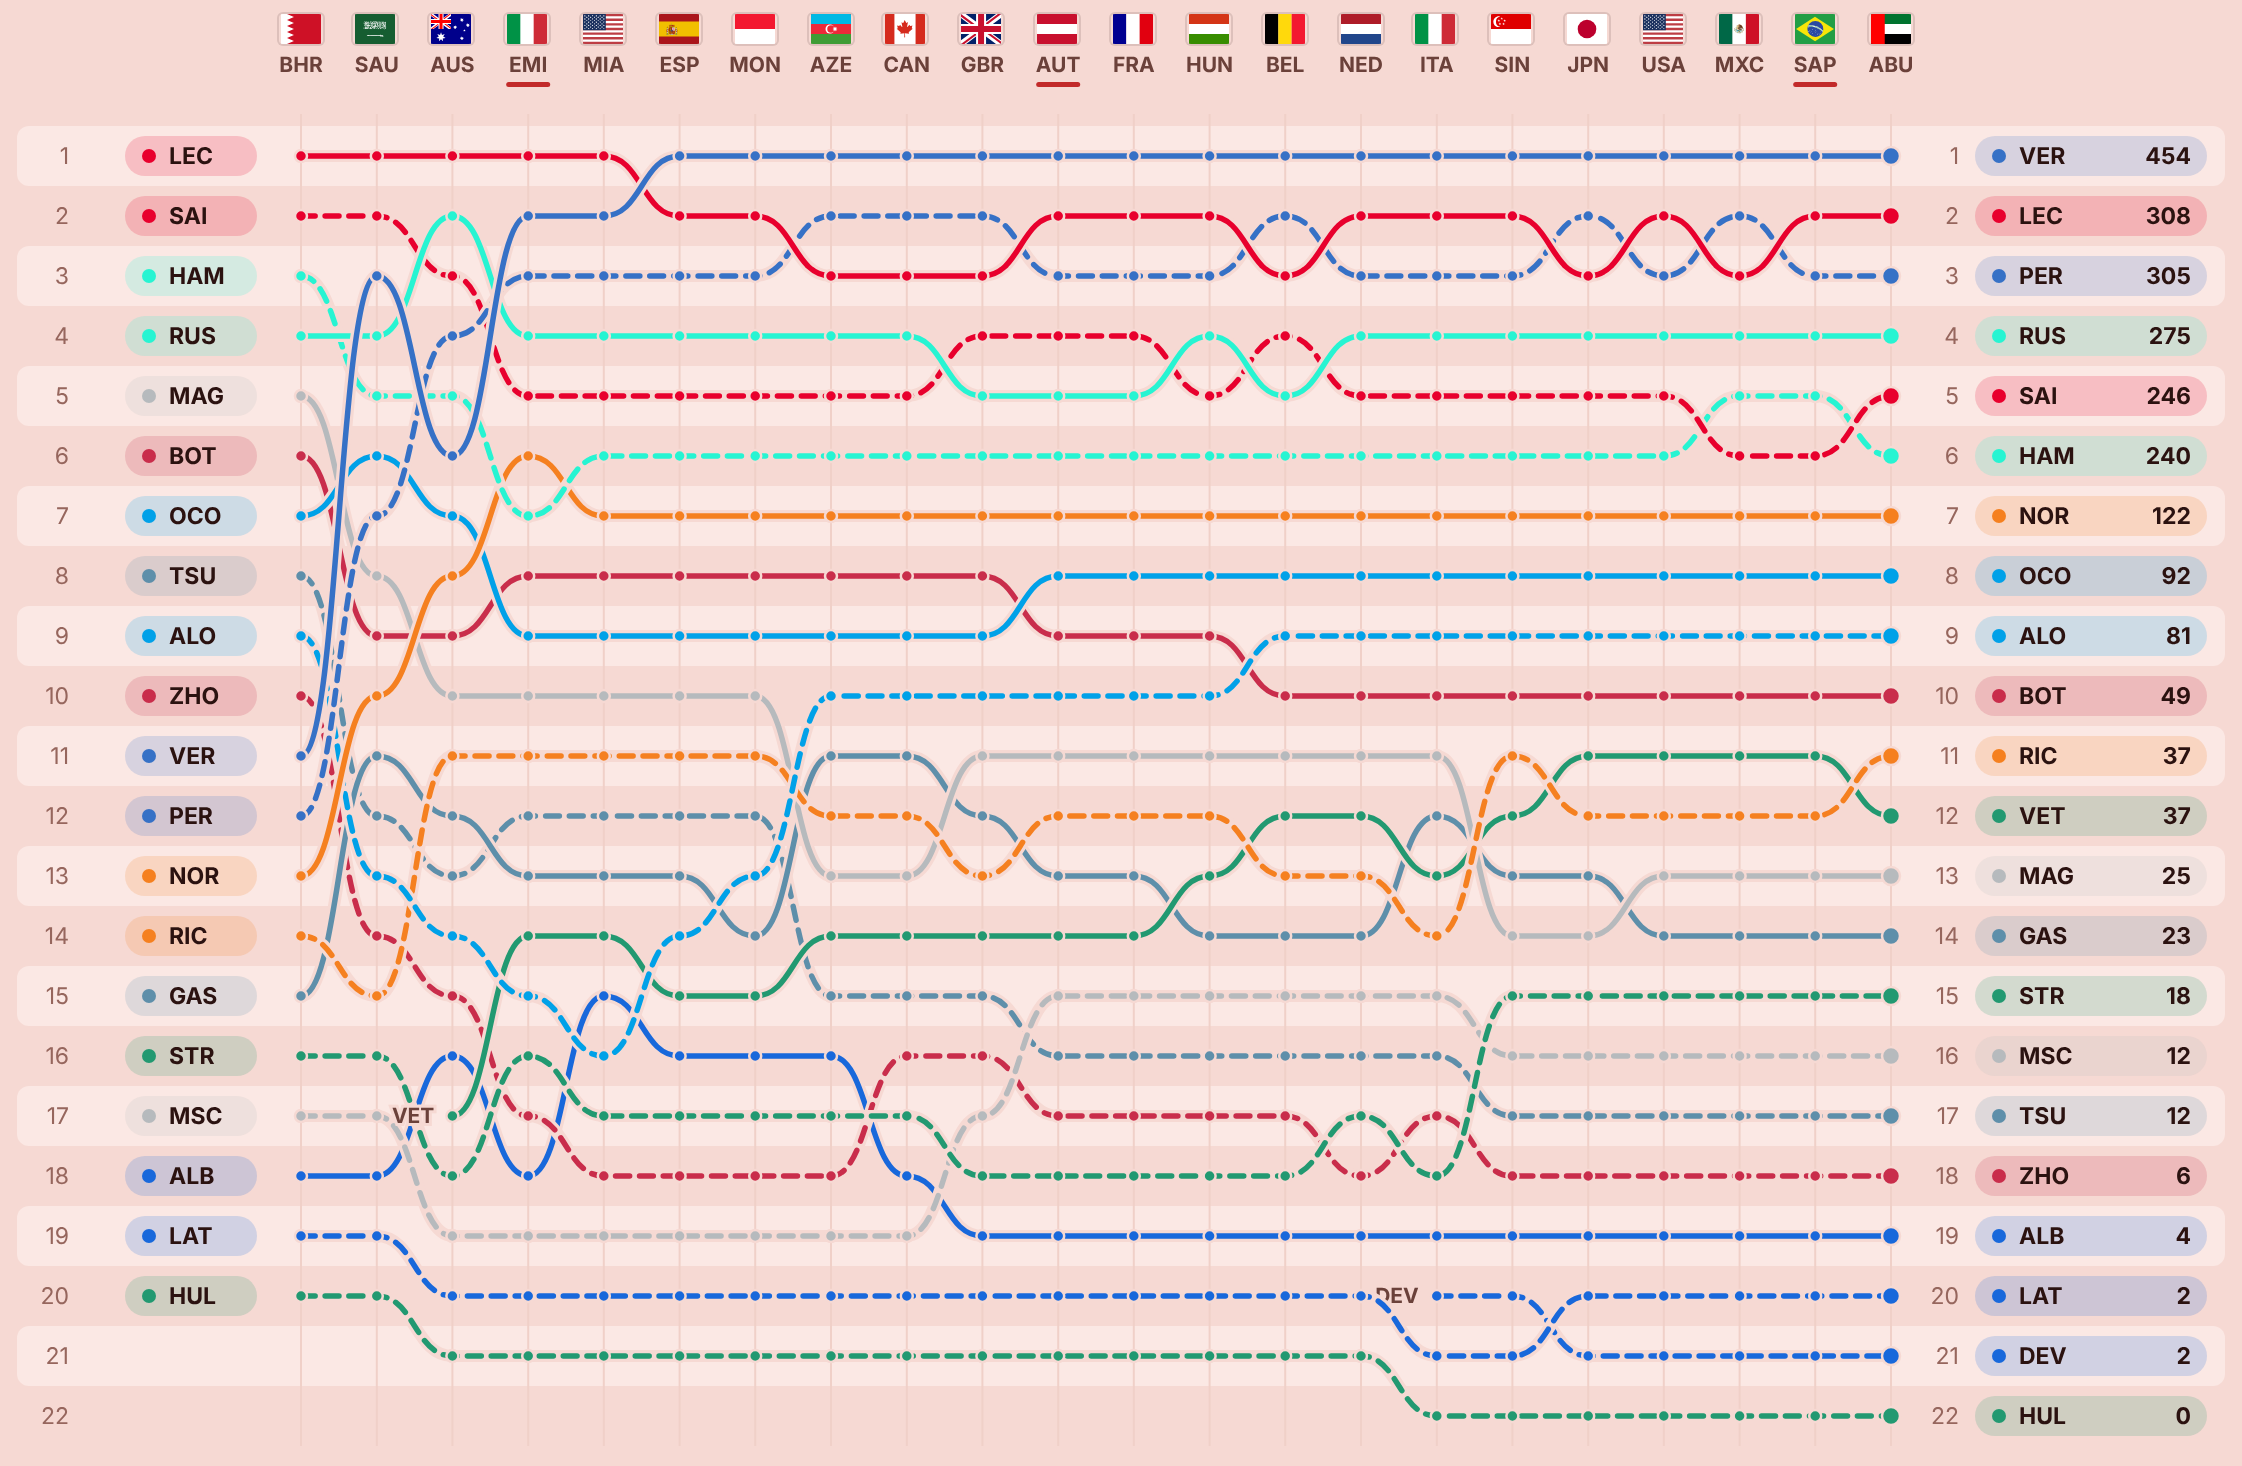 BHR SAU AUS EMI MIA ESP MON AZE CAN GBR AUT FRA HUN BEL NED ITA SIN JPN USA MXC SAP ABU
1 LEC 1 VER 454
2 SAI 2 LEC 308
3 HAM 3 PER 305
4 RUS 4 RUS 275
5 MAG 5 SAI 246
6 BOT 6 HAM 240
7 OCO 7 NOR 122
8 TSU 8 OCO 92
9 ALO 9 ALO 81
10 ZHO 10 BOT 49
11 VER 11 RIC 37
12 PER 12 VET 37
13 NOR 13 MAG 25
14 RIC 14 GAS 23
15 GAS 15 STR 18
16 STR 16 MSC 12
17 MSC VET 17 TSU 12
18 ALB 18 ZHO 6
19 LAT 19 ALB 4
20 HUL DEV 20 LAT 2
21 21 DEV 2
22 22 HUL 0